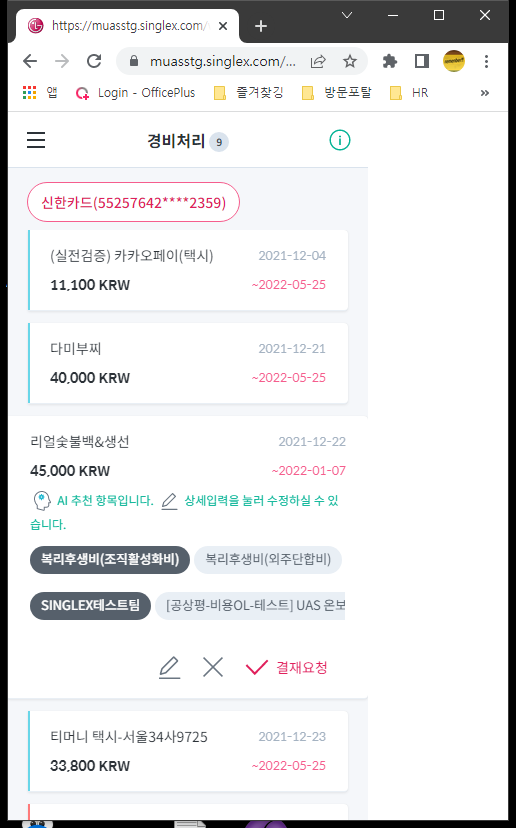 https://muasstg.singlex.com/
muasstg.singlex.com/...
앱 Login - OfficePlus 즐겨찾깅 방문포탈 HR »
경비처리 9
신한카드(55257642****2359)
(실전검증) 카카오페이(택시) 2021-12-04
11,100 KRW ~2022-05-25
다미부찌 2021-12-21
40,000 KRW ~2022-05-25
리얼숯불백&생선 2021-12-22
45,000 KRW ~2022-01-07
AI 추천 항목입니다. 상세입력을 눌러 수정하실 수 있
습니다.
복리후생비(조직활성화비) 복리후생비(외주단합비)
SINGLEX테스트팀 [공상평-비용OL-테스트] UAS 온보
결재요청
티머니 택시-서울34사9725 2021-12-23
33,800 KRW ~2022-05-25